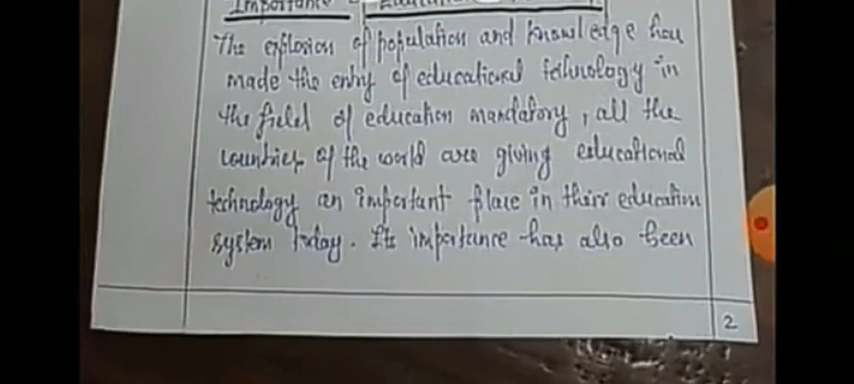 Importance
The explosion of population and knowledge has
made the entry of educational technology in
the field of education mandatory, all the
countries of the world are giving educational
technology an important place in their education
system today. Its importance has also been
2